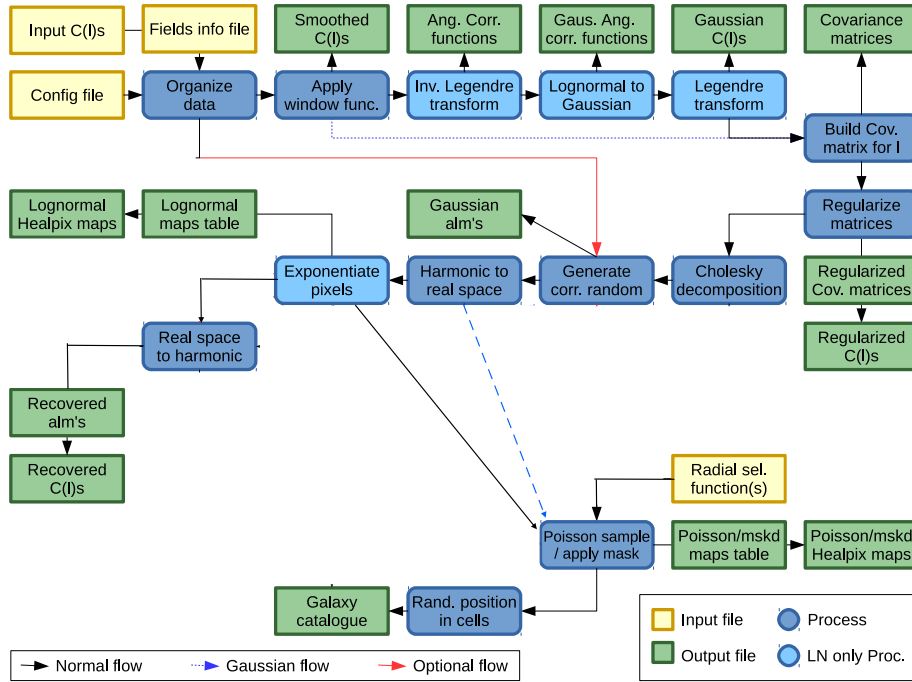 Input C(l)s
Fields info file
Smoothed
C(l)s
Ang. Corr.
functions
Gaus. Ang.
corr. functions
Gaussian
C(l)s
Covariance
matrices
Config file
Organize
data
Apply
window func.
Inv. Legendre
transform
Lognormal to
Gaussian
Legendre
transform
Build Cov.
matrix for l
Lognormal
Healpix maps
Lognormal
maps table
Gaussian
alm's
Regularize
matrices
Exponentiate
pixels
Harmonic to
real space
Generate
corr. random
Cholesky
decomposition
Regularized
Cov. matrices
Real space
to harmonic
Regularized
C(l)s
Recovered
alm's
Recovered
C(l)s
Radial sel.
function(s)
Poisson sample
/ apply mask
Poisson/mskd
maps table
Poisson/mskd
Healpix maps
Galaxy
catalogue
Rand. position
in cells
Input file
Process
Output file
LN only Proc.
Normal flow
Gaussian flow
Optional flow